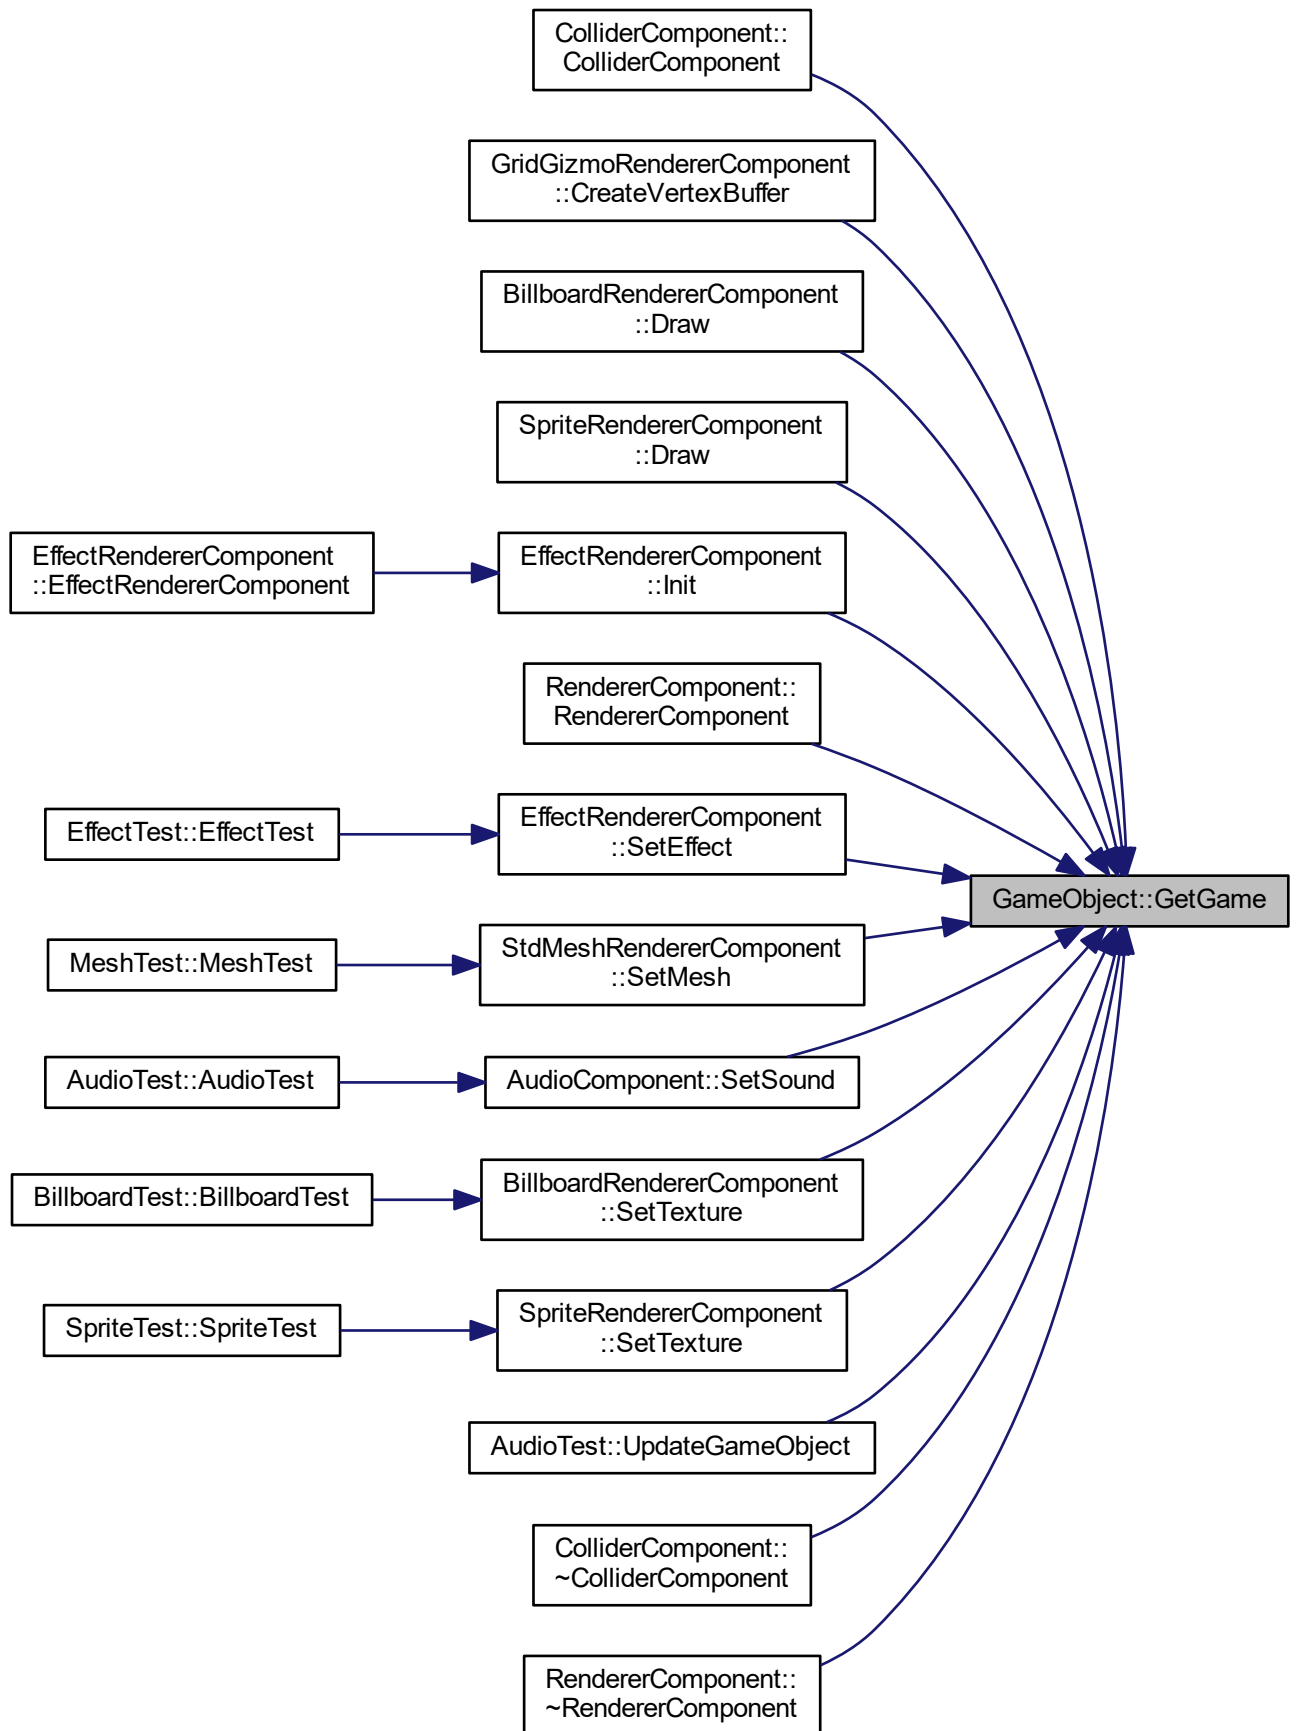 ColliderComponent::
ColliderComponent
GridGizmoRendererComponent
::CreateVertexBuffer
BillboardRendererComponent
::Draw
SpriteRendererComponent
::Draw
EffectRendererComponent
::EffectRendererComponent
EffectRendererComponent
::Init
RendererComponent::
RendererComponent
EffectTest::EffectTest
EffectRendererComponent
::SetEffect
GameObject::GetGame
MeshTest::MeshTest
StdMeshRendererComponent
::SetMesh
AudioTest::AudioTest
AudioComponent::SetSound
BillboardTest::BillboardTest
BillboardRendererComponent
::SetTexture
SpriteTest::SpriteTest
SpriteRendererComponent
::SetTexture
AudioTest::UpdateGameObject
ColliderComponent::
~ColliderComponent
RendererComponent::
~RendererComponent